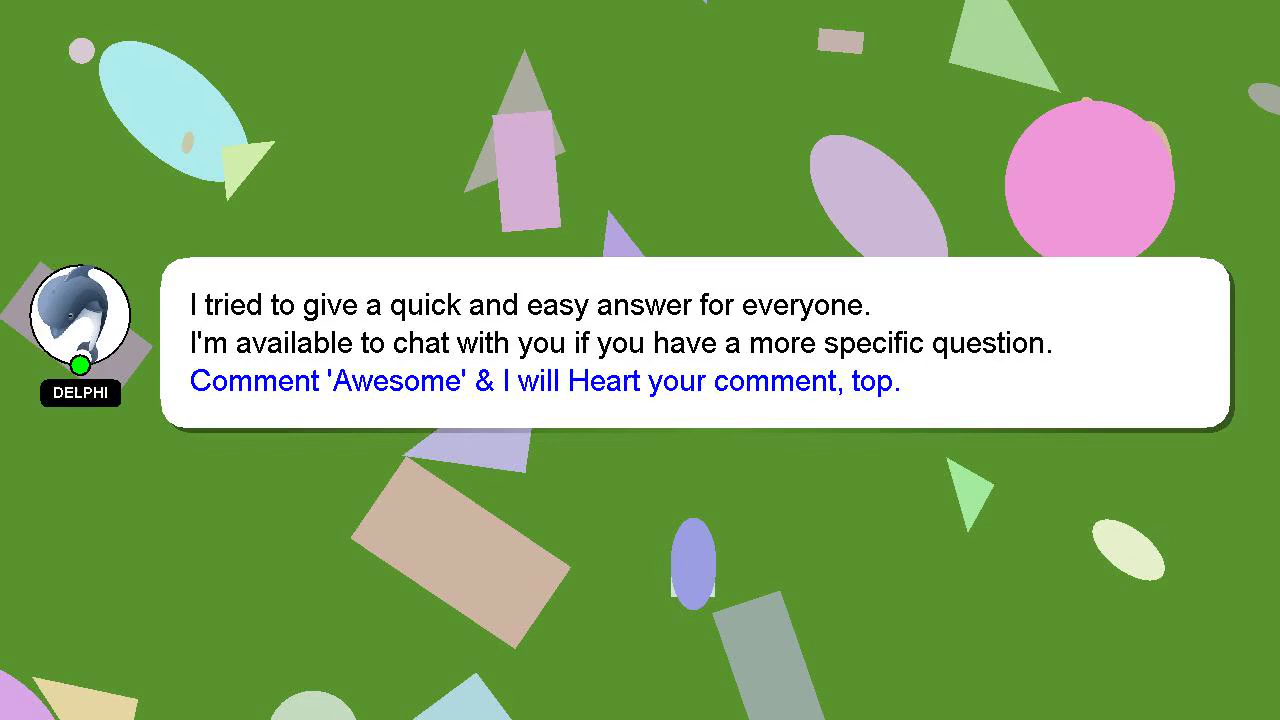 I tried to give a quick and easy answer for everyone.
I'm available to chat with you if you have a more specific question.
Comment 'Awesome' & I will Heart your comment, top.
DELPHI